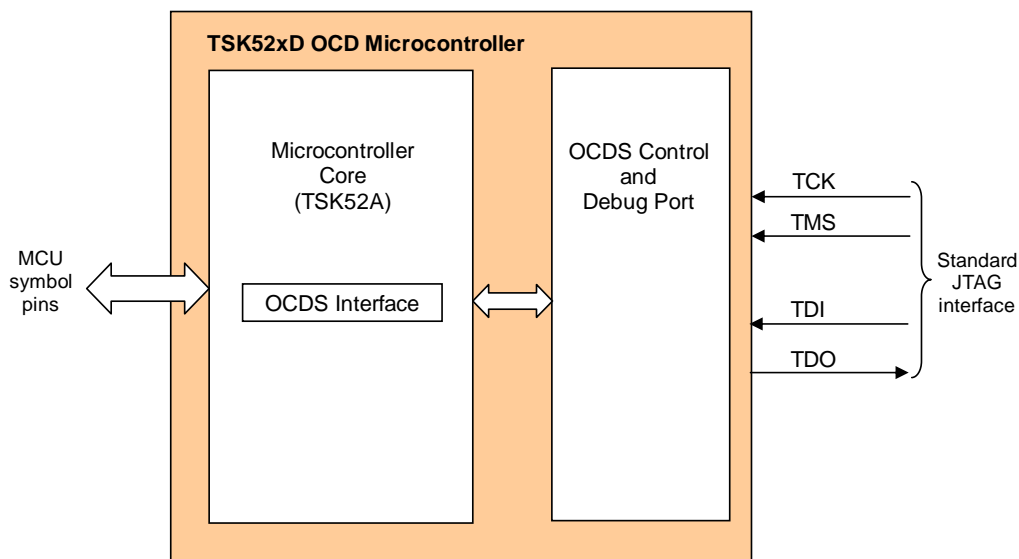 TSK52xD OCD Microcontroller
Microcontroller
Core
(TSK52A)
OCDS Interface
OCDS Control
and
Debug Port
MCU
symbol
pins
TCK
TMS
TDI
TDO
Standard
JTAG
interface